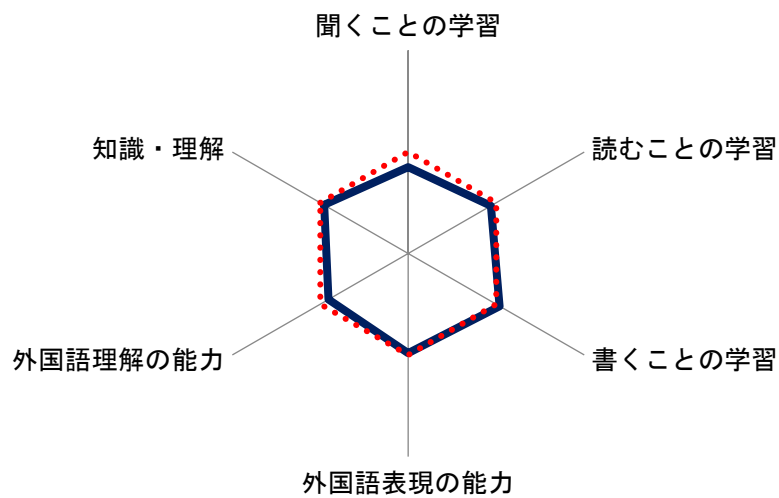 聞くことの学習
知識・理解
読むことの学習
外国語理解の能力
書くことの学習
外国語表現の能力